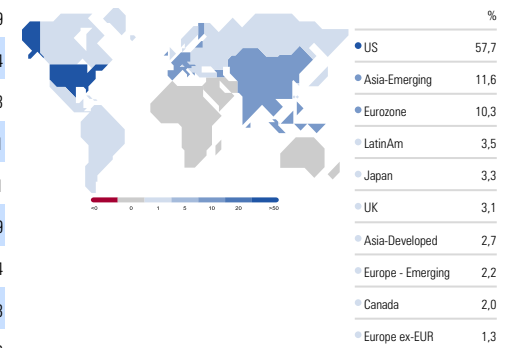 %
US 57,7
Asia-Emerging 11,6
Eurozone 10,3
LatinAm 3,5
Japan 3,3
UK 3,1
Asia-Developed 2,7
Europe - Emerging 2,2
Canada 2,0
Europe ex-EUR 1,3
<0 0 1 5 10 20 >50